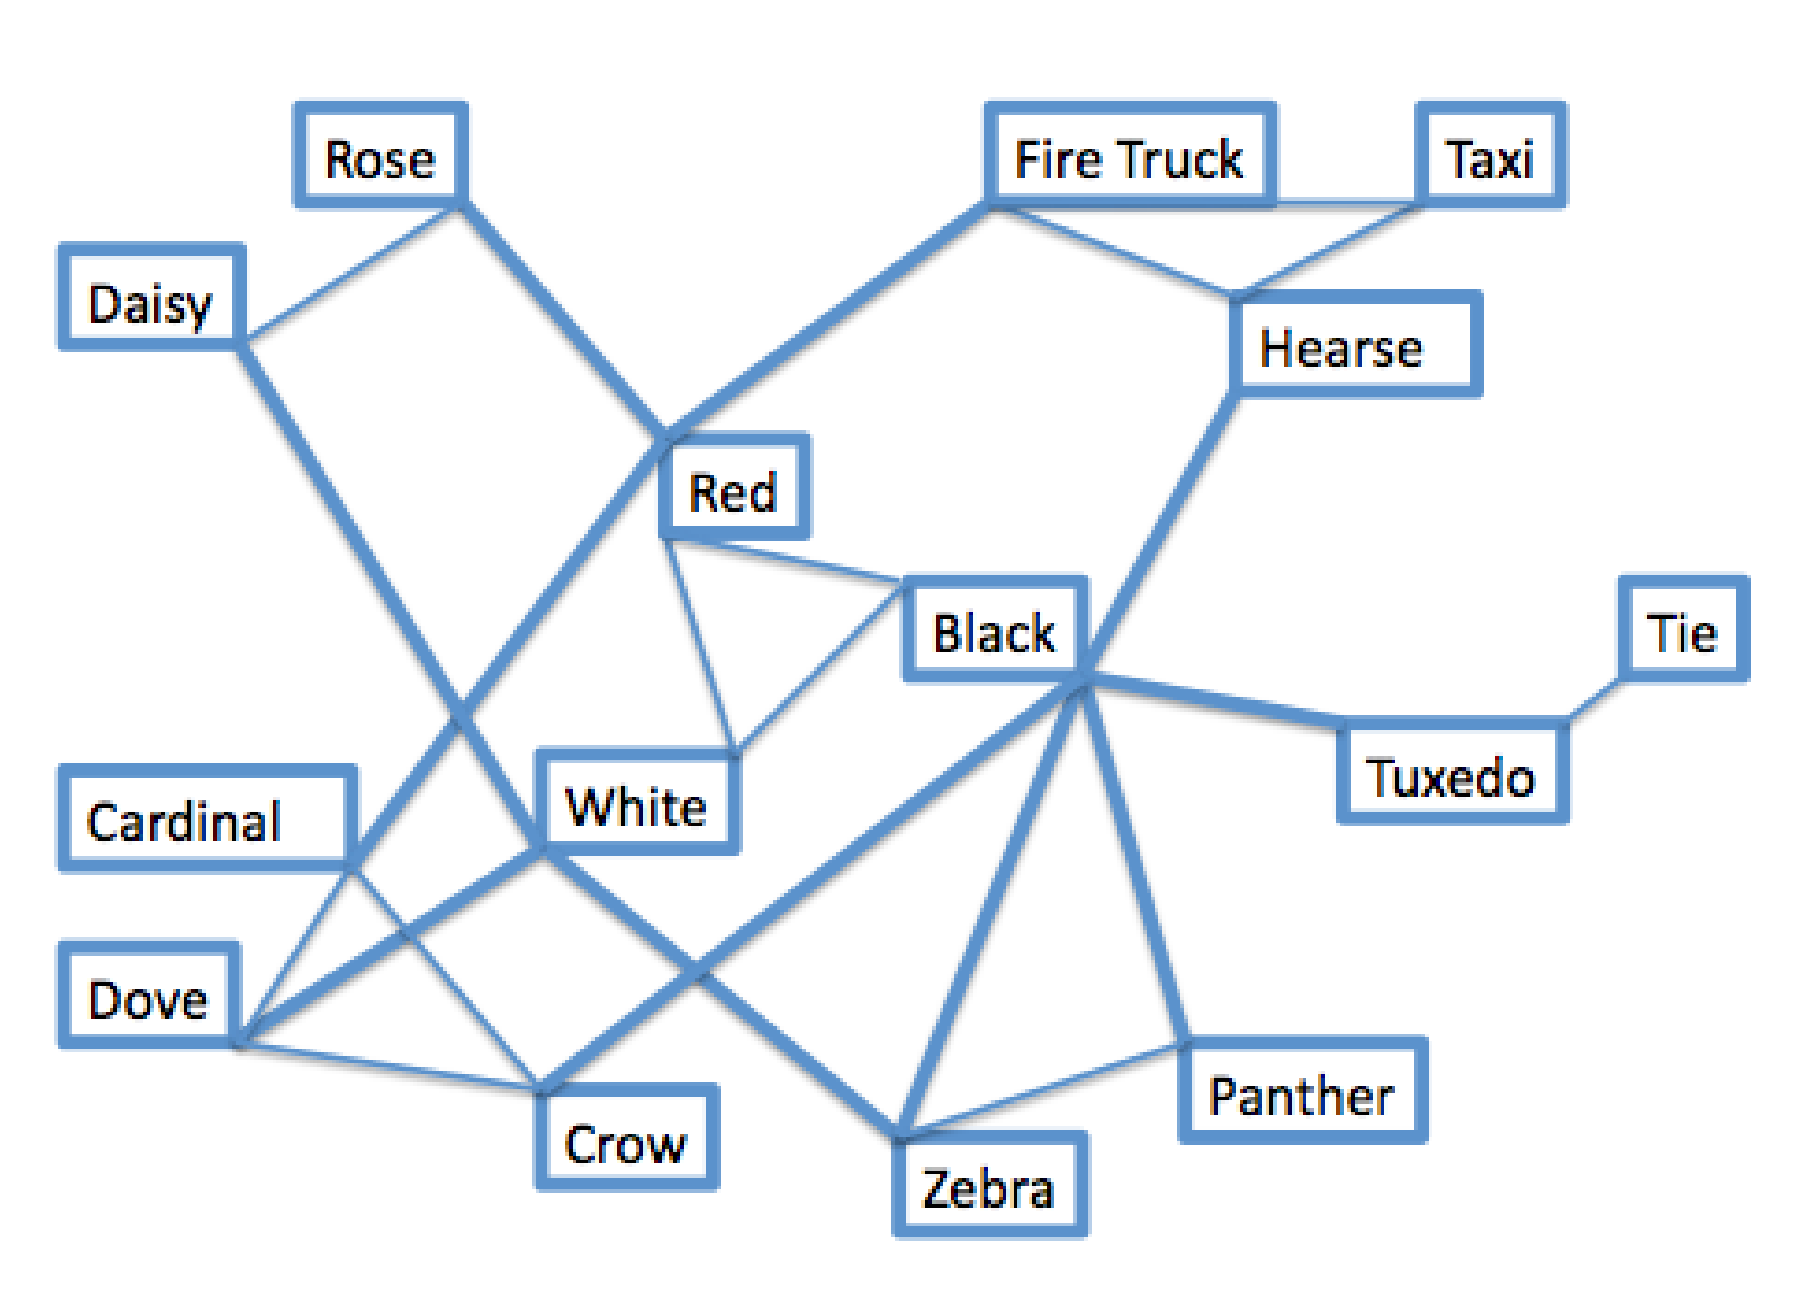 Rose
Fire Truck
Taxi
Daisy
Hearse
Red
Black
Tie
Tuxedo
White
Cardinal
Dove
Panther
Crow
Zebra